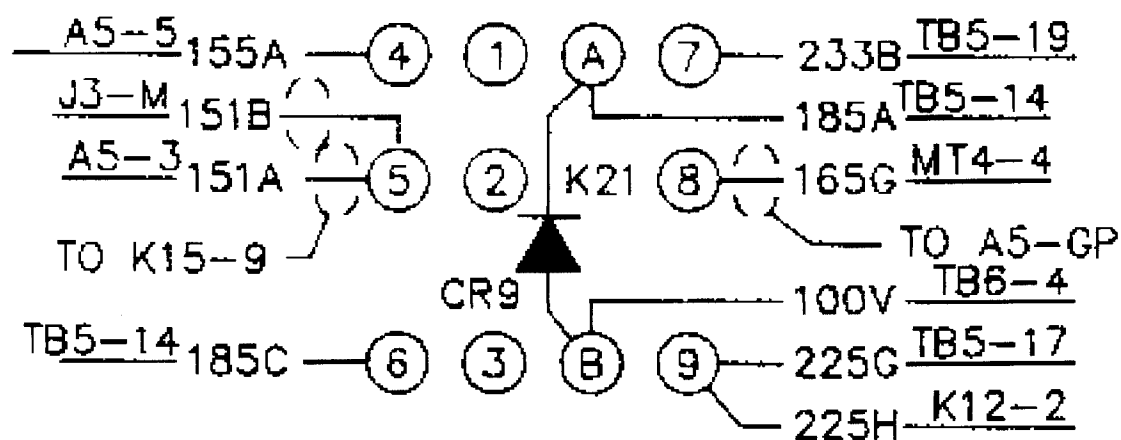 A5-5 155A 4 1 A 7 233B TB5-19
J3-M 151B 185A TB5-14
A5-3 151A 5 2 K21 8 165G MT4-4
TO K15-9 TO A5-GP
CR9 100V TB6-4
TB5-14 185C 6 3 B 9 225G TB5-17
225H K12-2